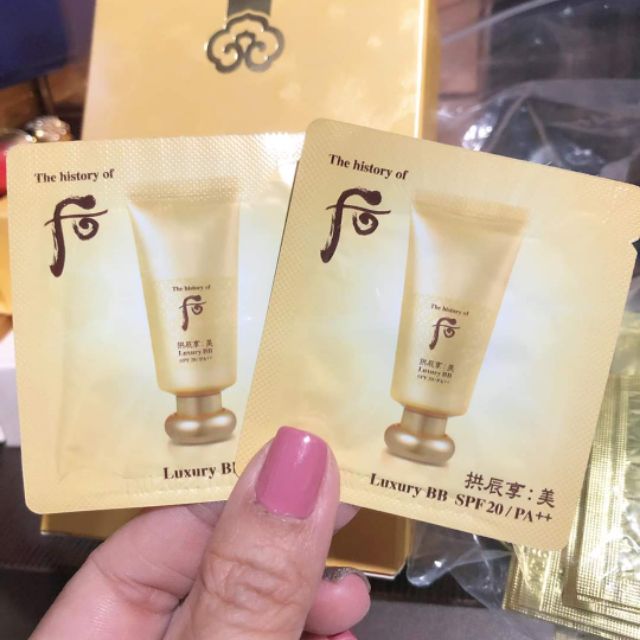 The history of
后
The history of
后
拱辰享:美
Luxury BB
SPF 20/PA++
Luxury BB
The history of
后
The history of
后
拱辰享:美
Luxury BB
SPF 20/PA++
拱辰享:美
Luxury BB SPF20/PA++